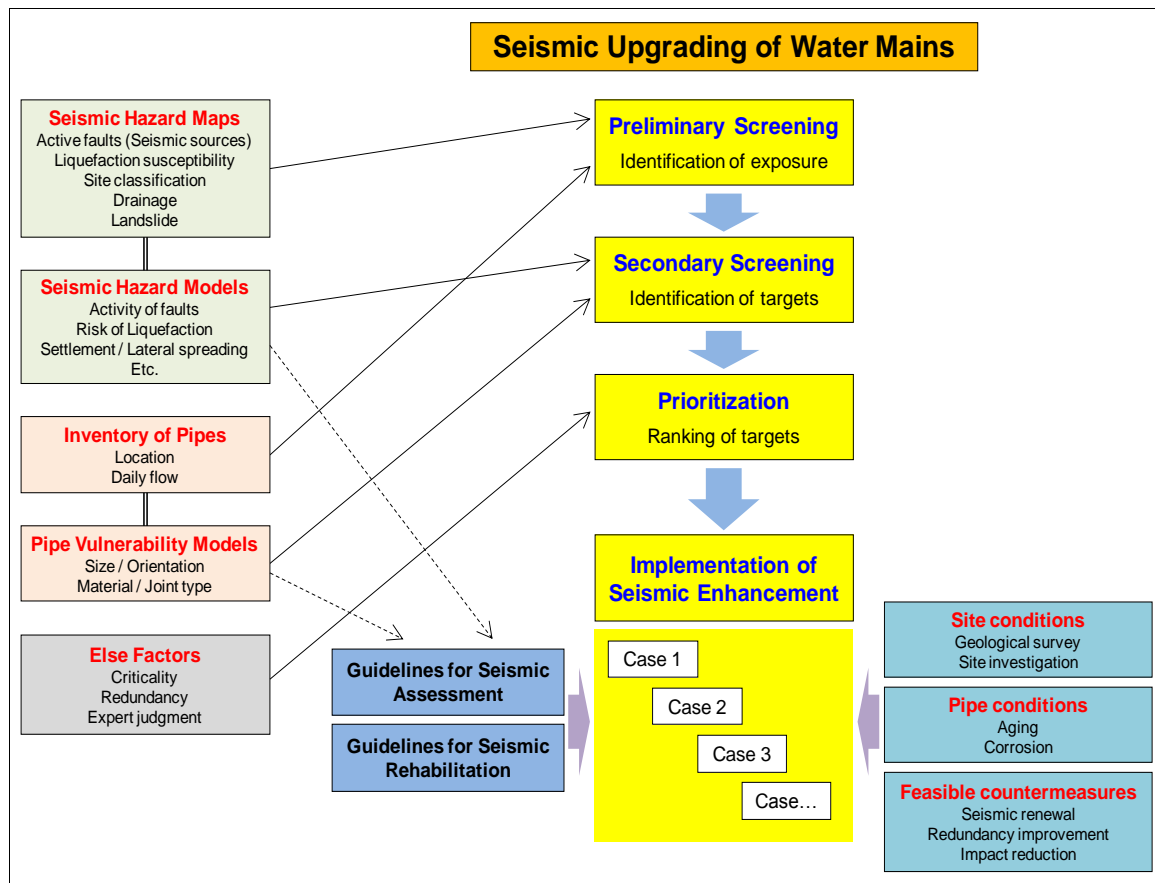 Seismic Upgrading of Water Mains
Seismic Hazard Maps
Active faults (Seismic sources)
Liquefaction susceptibility
Site classification
Drainage
Landslide
Seismic Hazard Models
Activity of faults
Risk of Liquefaction
Settlement / Lateral spreading
Etc.
Inventory of Pipes
Location
Daily flow
Pipe Vulnerability Models
Size / Orientation
Material / Joint type
Else Factors
Criticality
Redundancy
Expert judgment
Preliminary Screening
Identification of exposure
Secondary Screening
Identification of targets
Prioritization
Ranking of targets
Implementation of
Seismic Enhancement
Case 1
Case 2
Case 3
Case…
Guidelines for Seismic
Assessment
Guidelines for Seismic
Rehabilitation
Site conditions
Geological survey
Site investigation
Pipe conditions
Aging
Corrosion
Feasible countermeasures
Seismic renewal
Redundancy improvement
Impact reduction